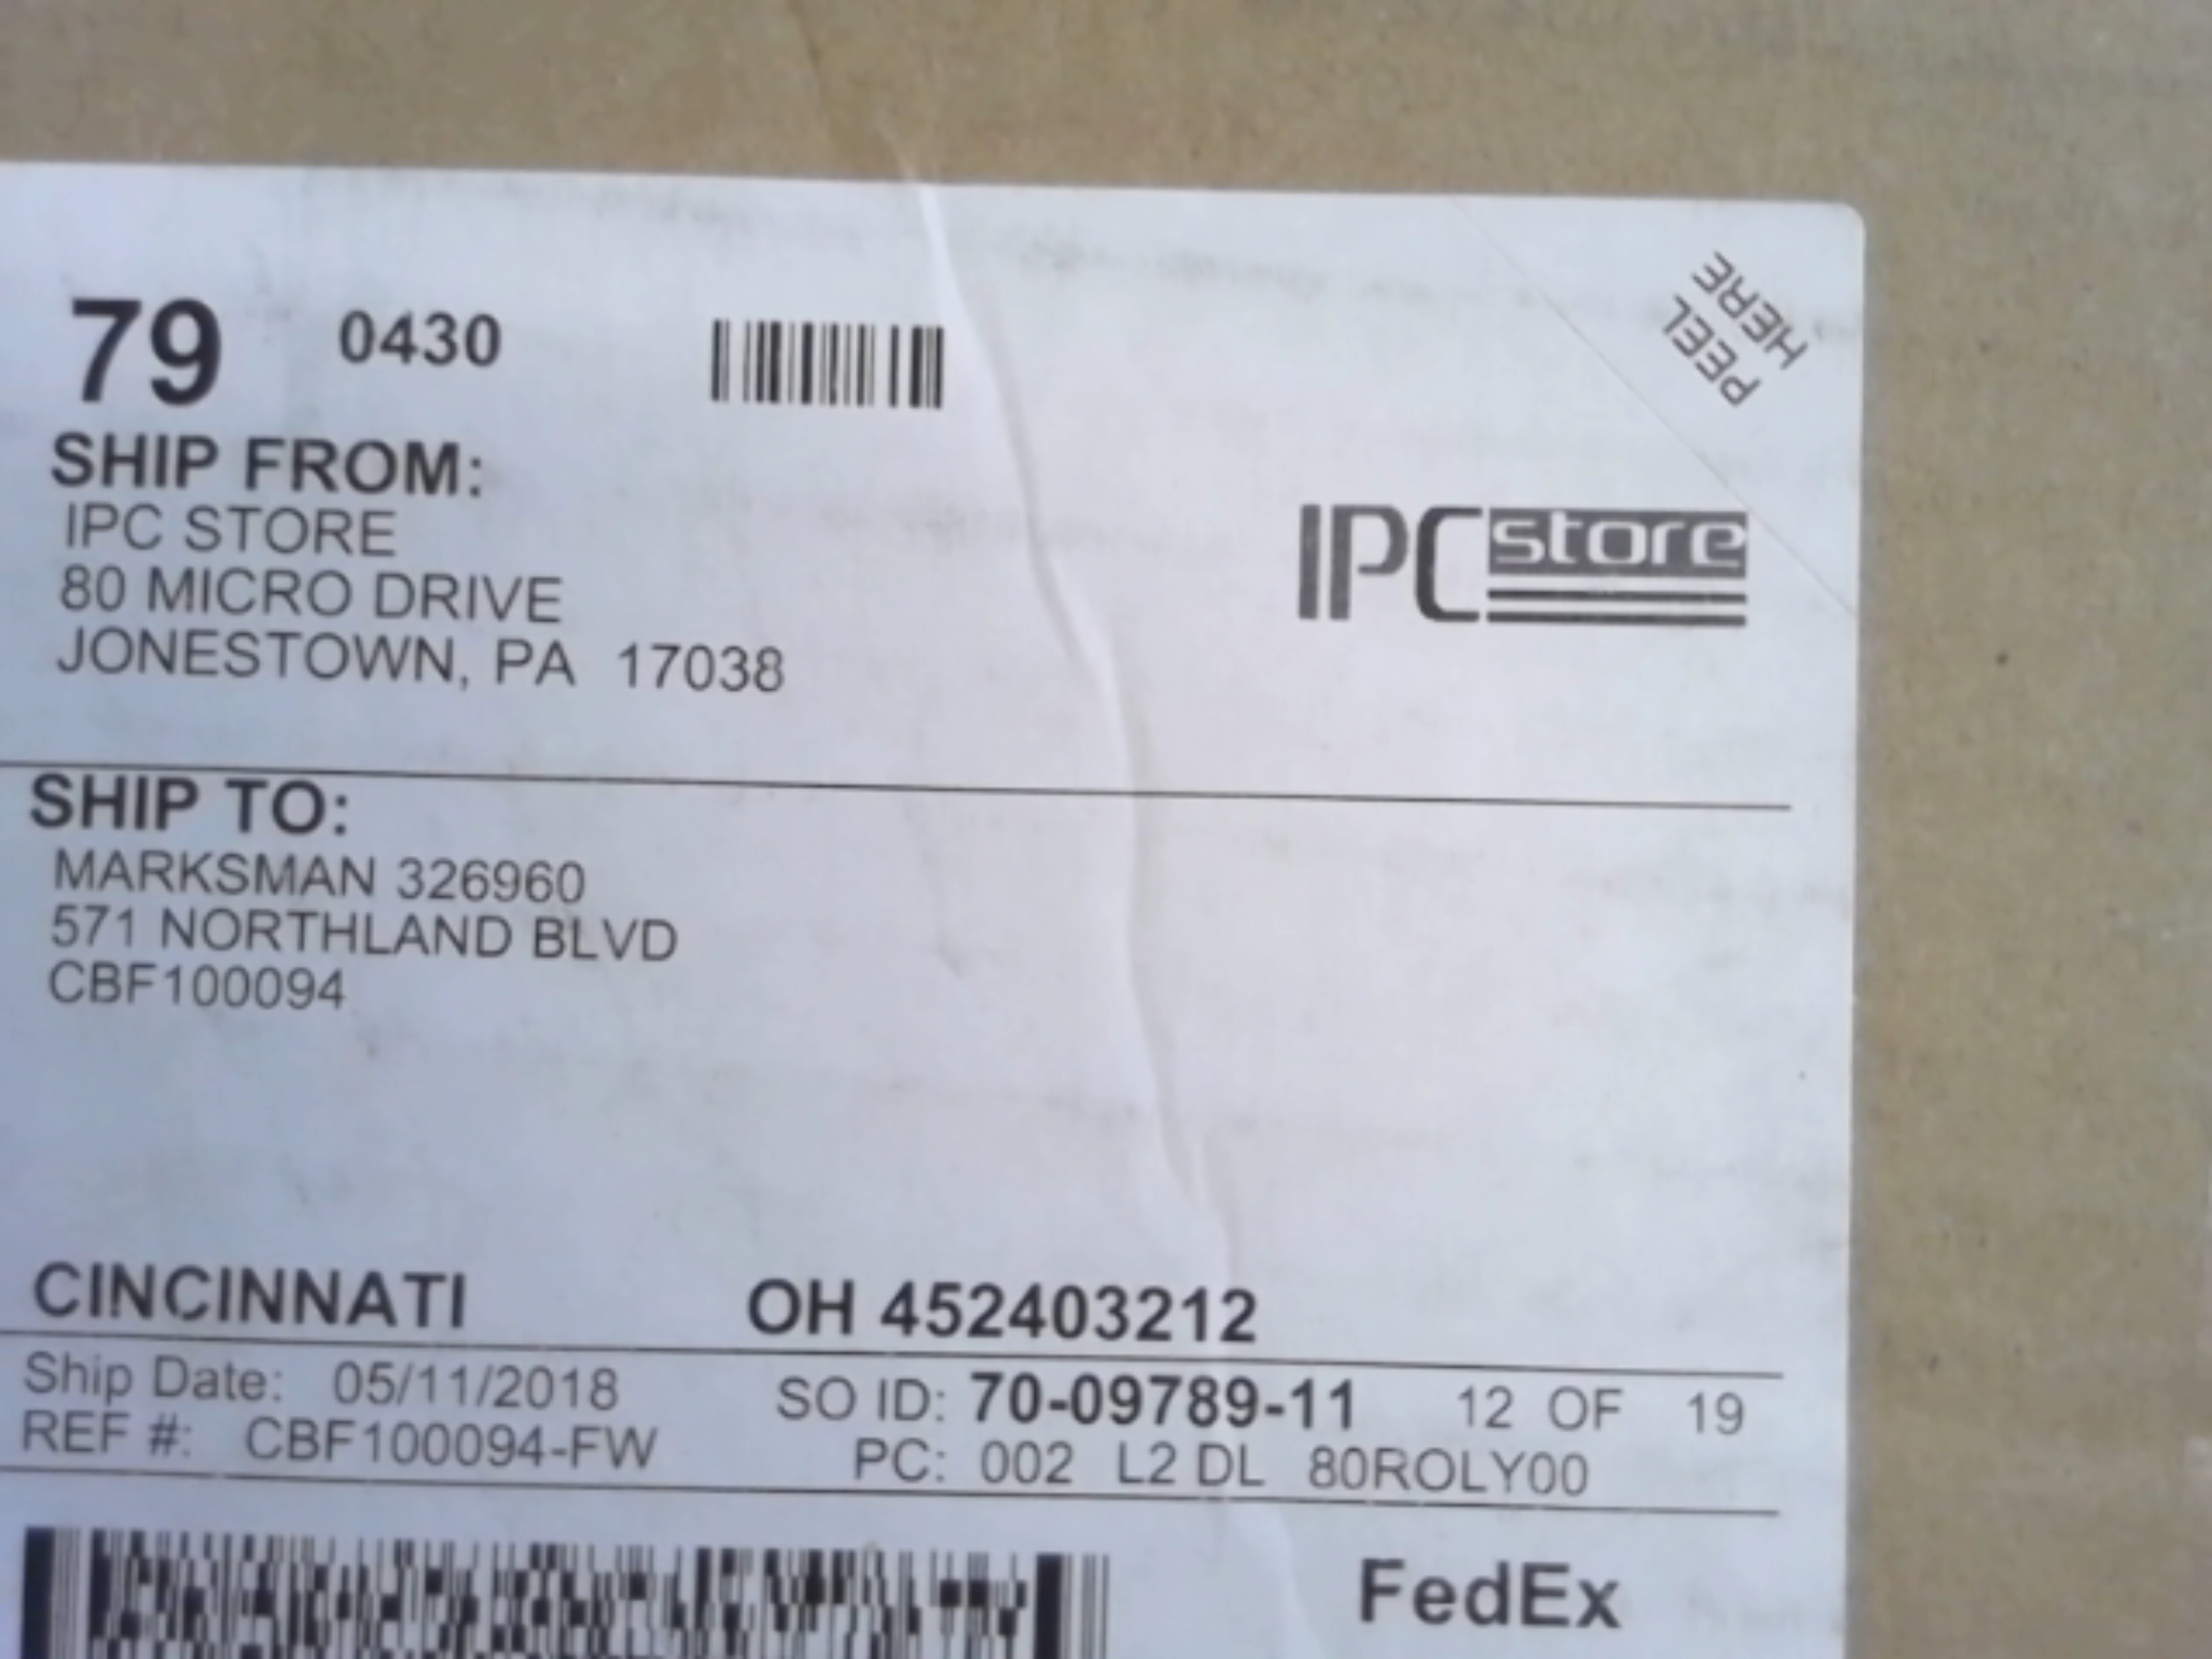 PEEL
HERE
79 0430
SHIP FROM:
IPC STORE
80 MICRO DRIVE
JONESTOWN, PA 17038
IPC store
SHIP TO:
MARKSMAN 326960
571 NORTHLAND BLVD
CBF100094
CINCINNATI OH 452403212
Ship Date: 05/11/2018 SO ID: 70-09789-11 12 OF 19
REF #: CBF100094-FW PC: 002 L2 DL 80ROLY00
FedEx